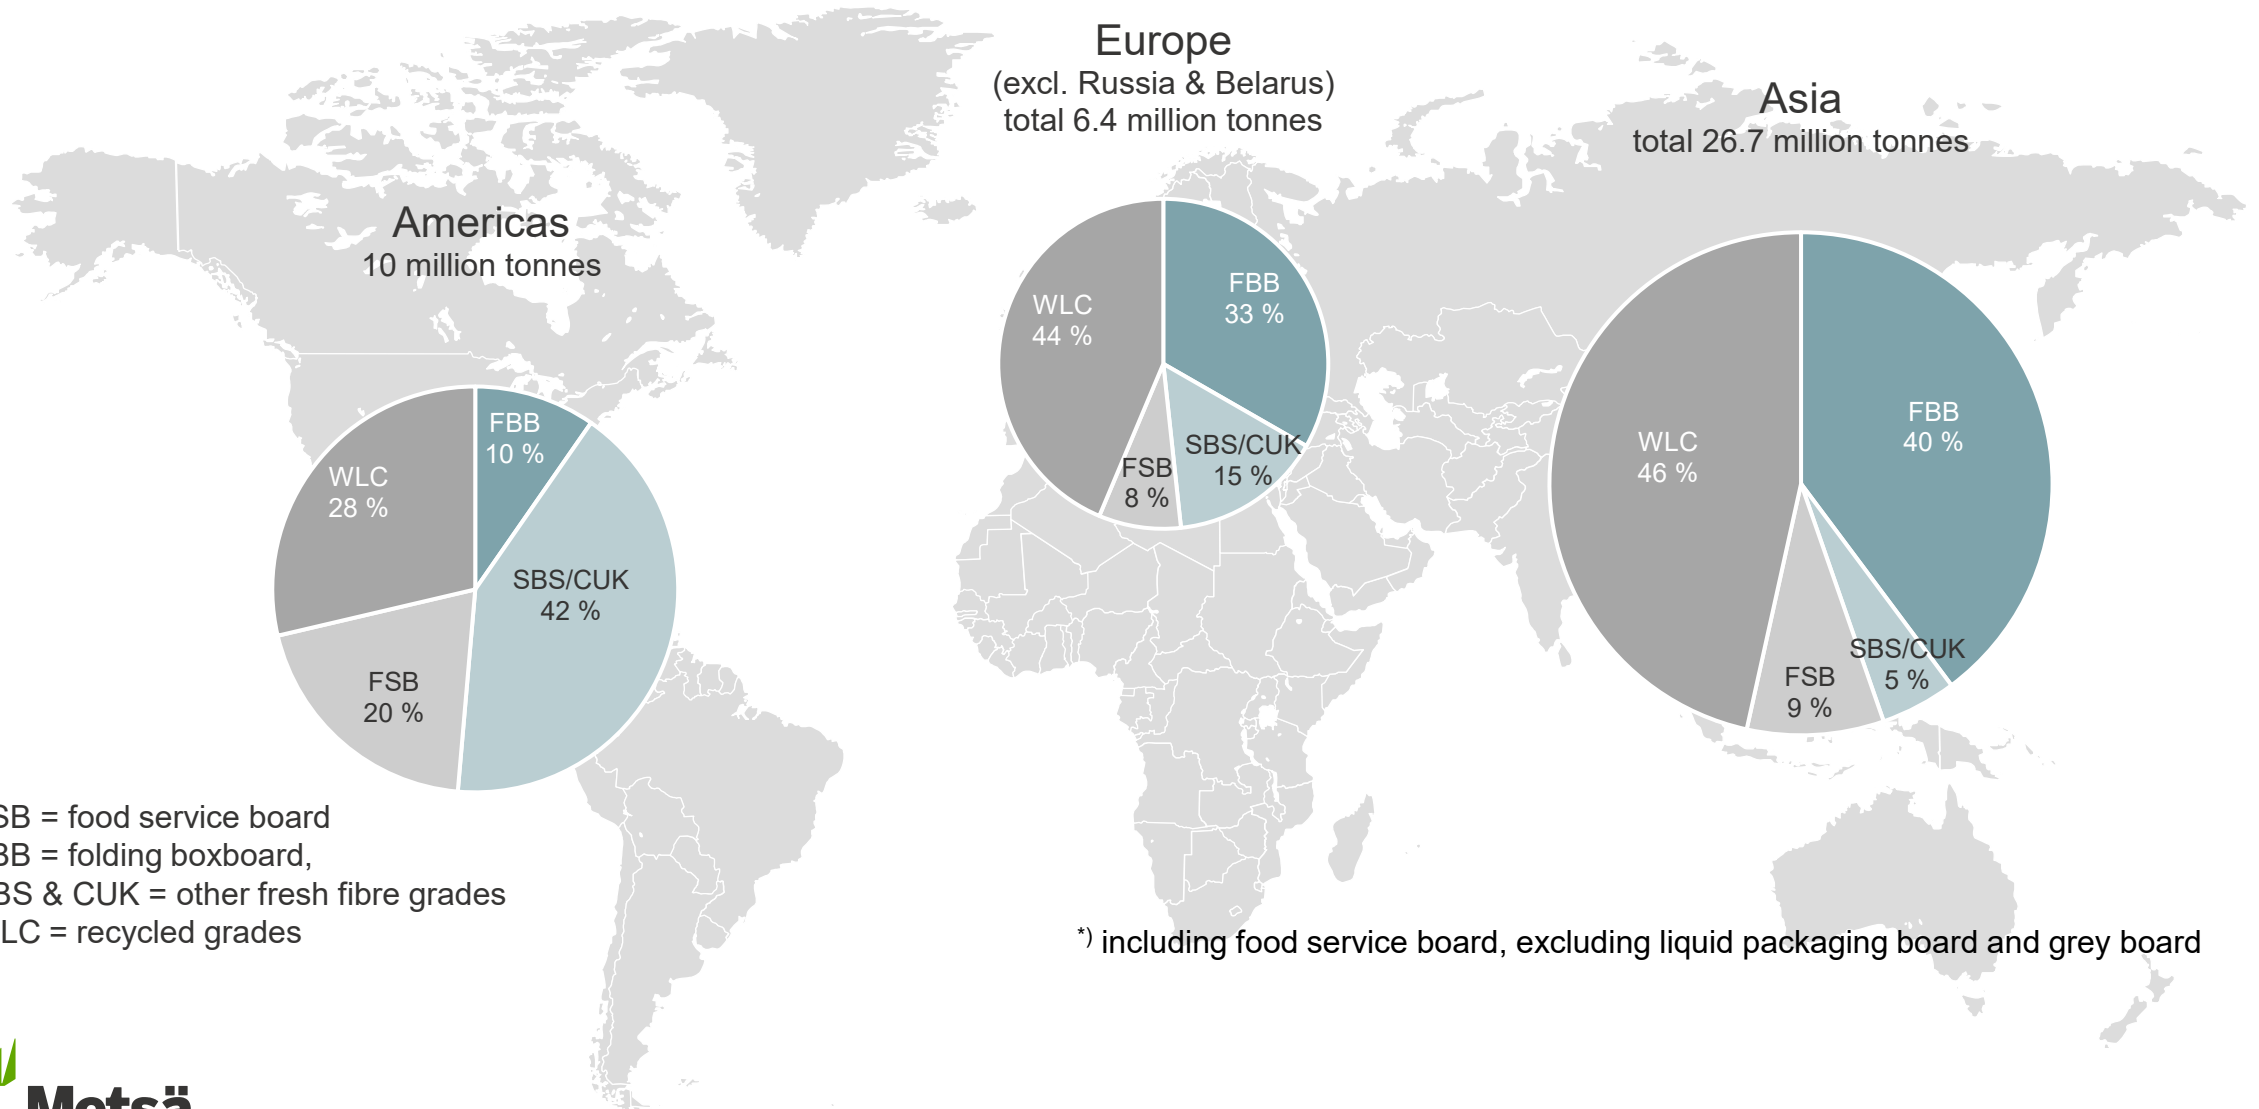 Europe
(excl. Russia & Belarus)
total 6.4 million tonnes
Asia
total 26.7 million tonnes
Americas
10 million tonnes
WLC
44 %
FBB
33 %
SBS/CUK
15 %
FSB
8 %
WLC
46 %
FBB
40 %
SBS/CUK
5 %
FSB
9 %
FBB
10 %
WLC
28 %
SBS/CUK
42 %
FSB
20 %
SB = food service board
BB = folding boxboard,
BS & CUK = other fresh fibre grades
LC = recycled grades
*) including food service board, excluding liquid packaging board and grey board
Metsä